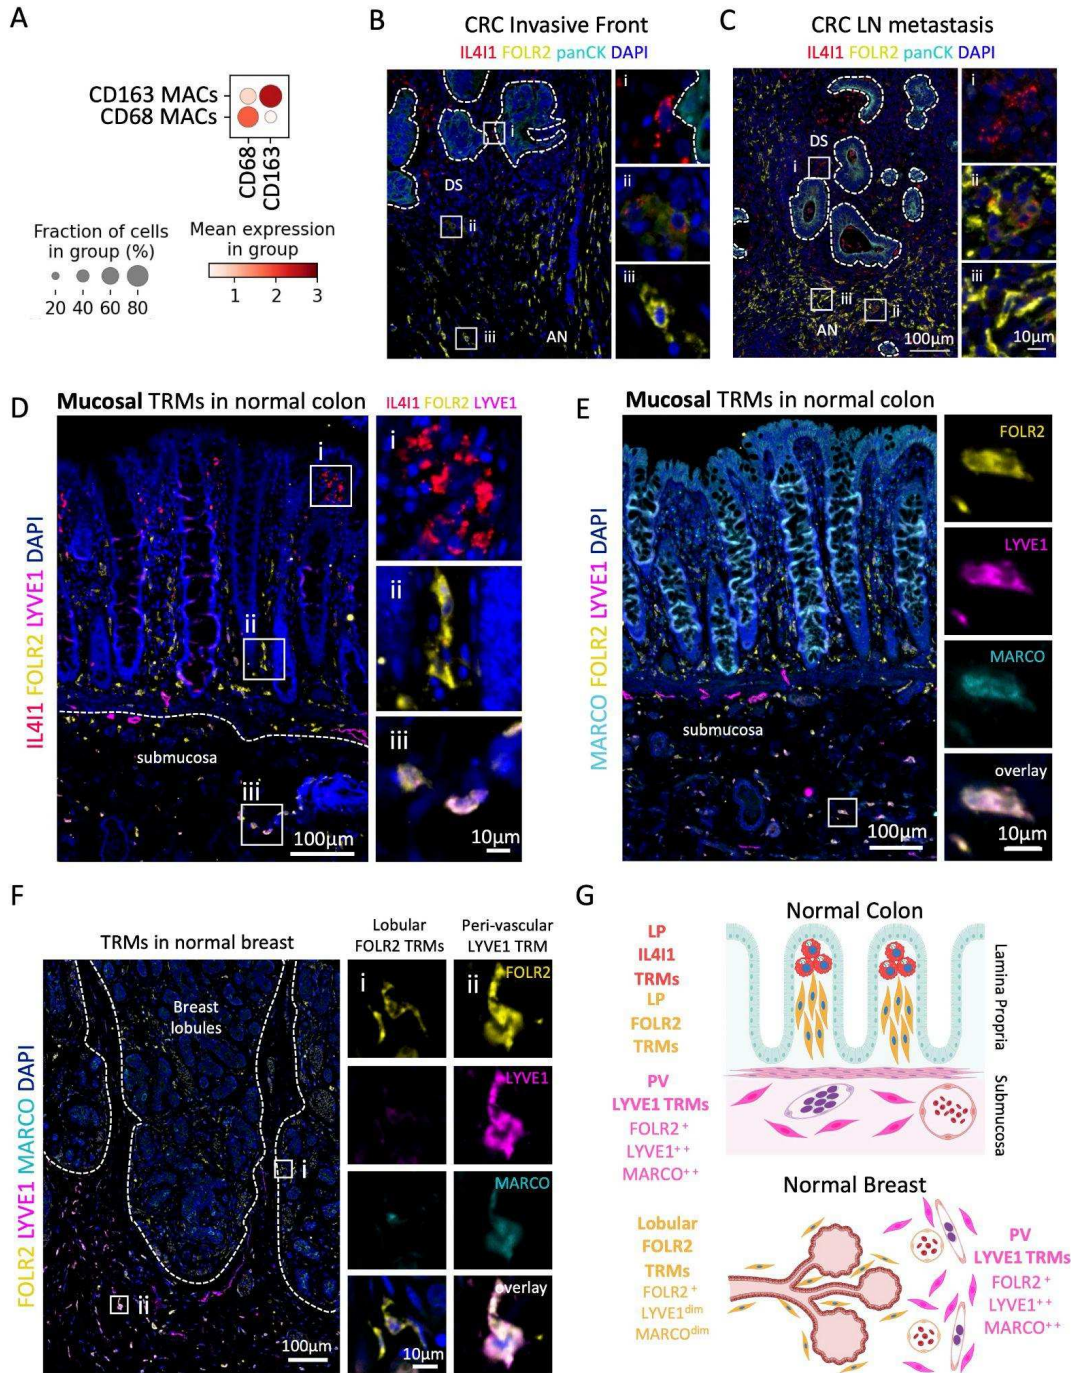 A
CD163 MACs
CD68 MACs
CD68
CD163
Fraction of cells
in group (%)
20 40 60 80
Mean expression
in group
1 2 3
B
CRC Invasive Front
IL4I1 FOLR2 panCK DAPI
i
DS
ii
iii
AN
i
ii
iii
C
CRC LN metastasis
IL4I1 FOLR2 panCK DAPI
DS
i
iii
ii
AN
100µm
i
ii
iii
10µm
D
Mucosal TRMs in normal colon
IL4I1 FOLR2 LYVE1
IL4I1 FOLR2 LYVE1 DAPI
i
ii
submucosa
iii
100µm
i
ii
iii
10µm
E
Mucosal TRMs in normal colon
MARCO FOLR2 LYVE1 DAPI
submucosa
100µm
FOLR2
LYVE1
MARCO
overlay
10µm
F
TRMs in normal breast
FOLR2 LYVE1 MARCO DAPI
Breast
lobules
i
ii
100µm
Lobular
FOLR2 TRMs
Peri-vascular
LYVE1 TRM
i
ii
FOLR2
LYVE1
MARCO
overlay
10µm
G
Normal Colon
LP
IL4I1
TRMs
LP
FOLR2
TRMs
PV
LYVE1 TRMs
FOLR2⁺
LYVE1⁺⁺
MARCO⁺⁺
Lamina Propria
Submucosa
Normal Breast
Lobular
FOLR2
TRMs
FOLR2⁺
LYVE1ᵈⁱᵐ
MARCOᵈⁱᵐ
PV
LYVE1 TRMs
FOLR2⁺
LYVE1⁺⁺
MARCO⁺⁺